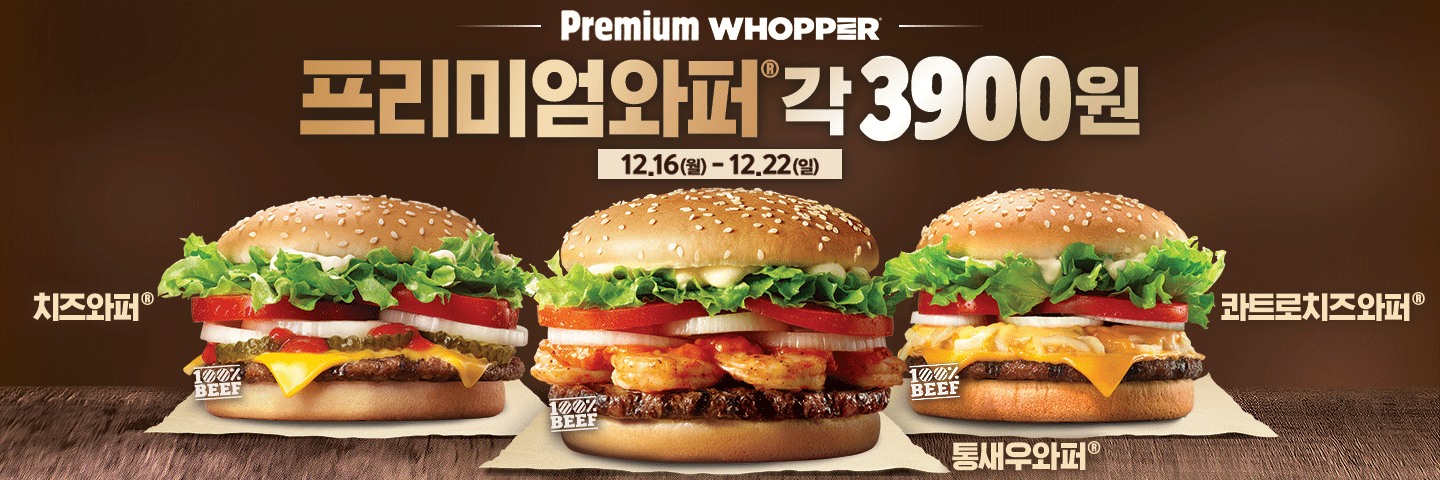 Premium WHOPPER®
프리미엄와퍼® 각 3900원
12.16(월) - 12.22(일)
치즈와퍼®
콰트로치즈와퍼®
100% BEEF
100% BEEF
100% BEEF
통새우와퍼®